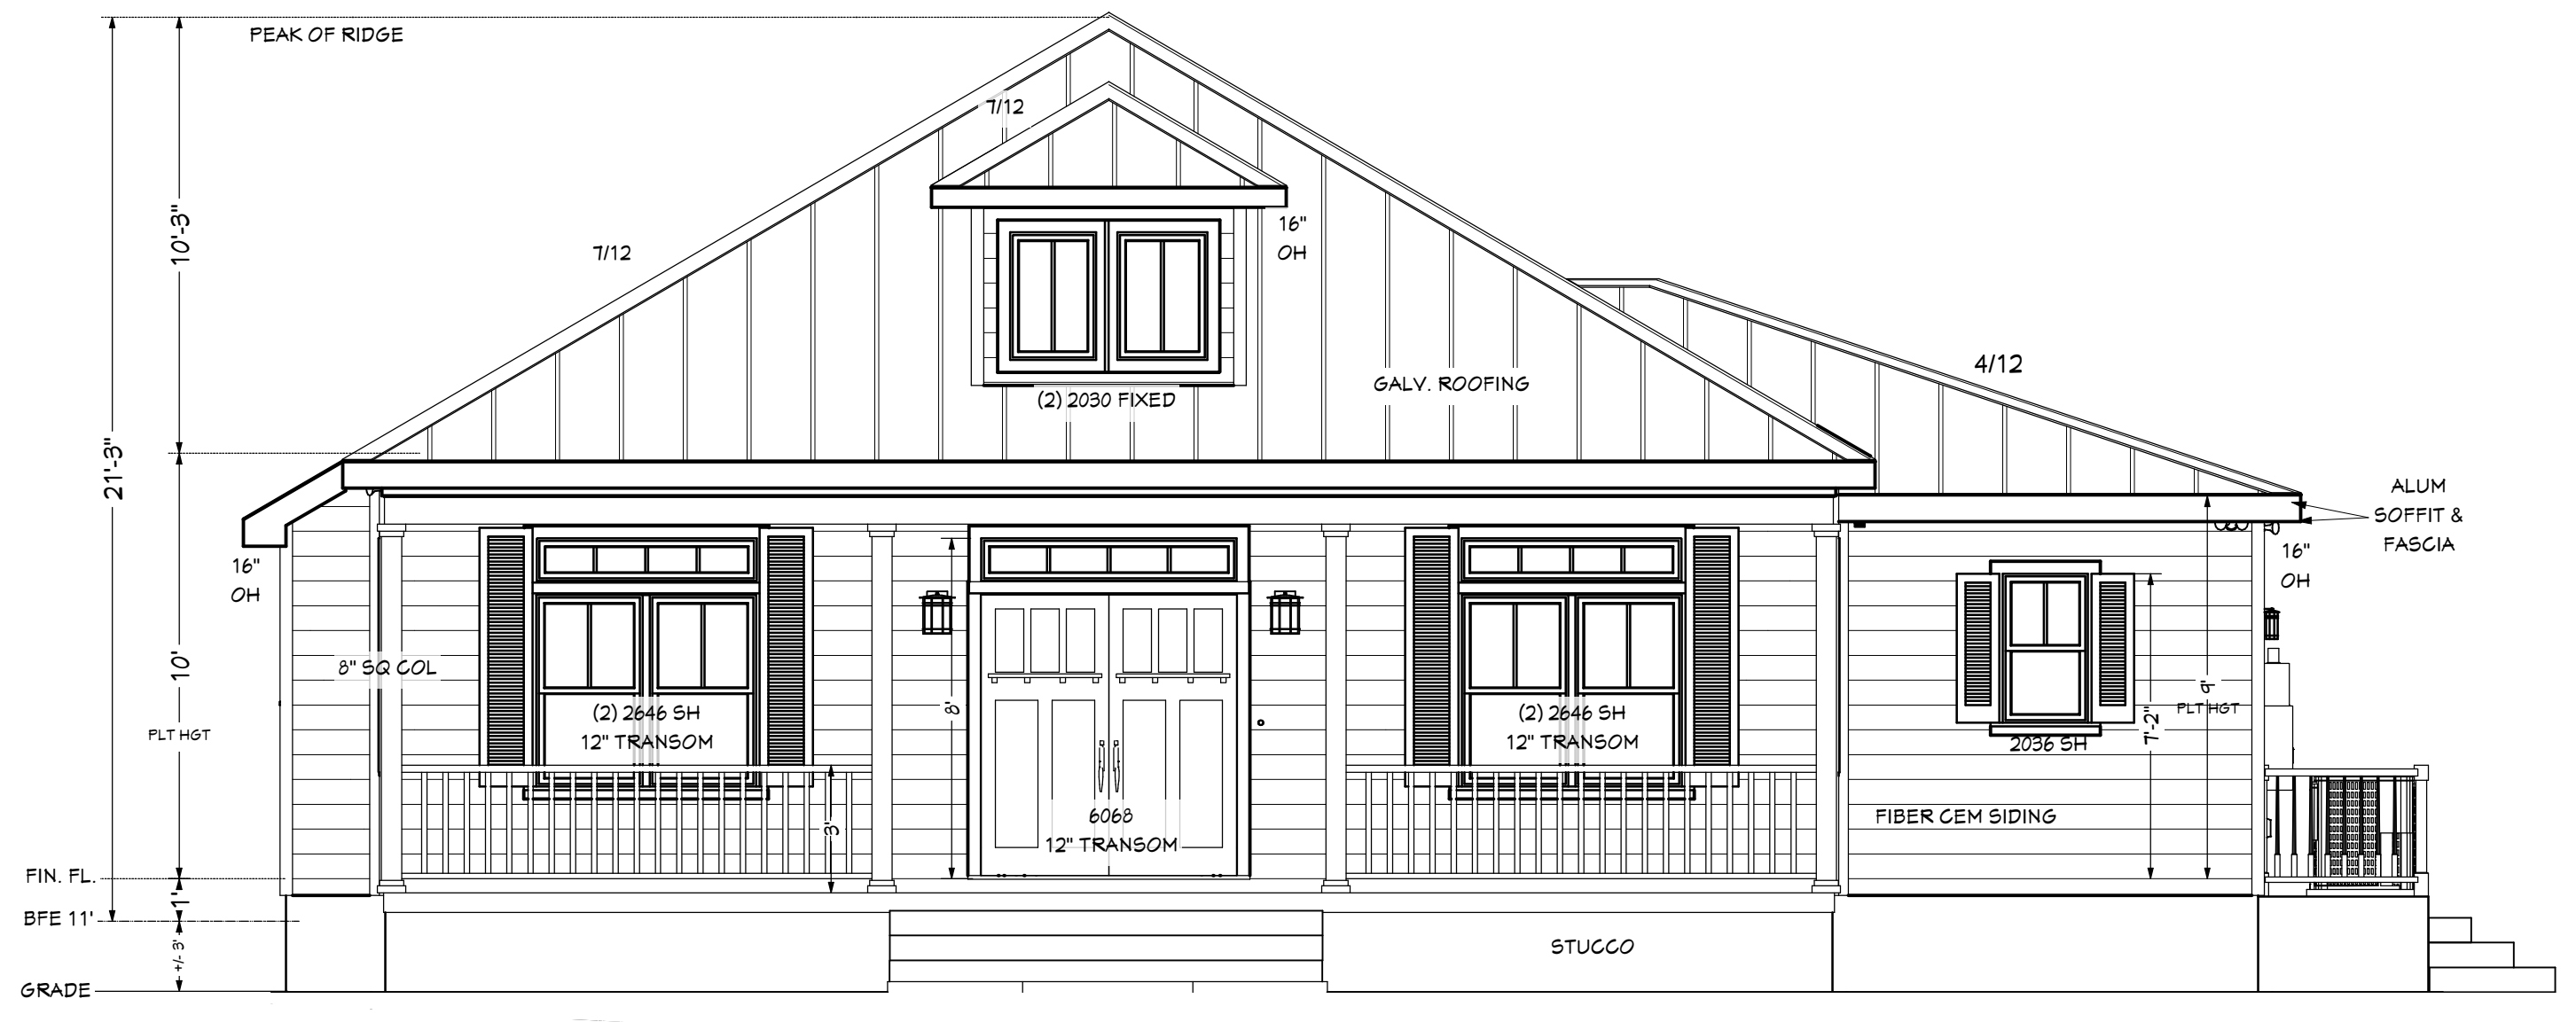 PEAK OF RIDGE
7/12
10'-3"
16"
OH
7/12
4/12
GALV. ROOFING
(2) 2030 FIXED
21'-3"
ALUM
SOFFIT &
FASCIA
16"
OH
16"
OH
10'
PLT HGT
8" SQ COL
(2) 2646 SH
12" TRANSOM
8'
(2) 2646 SH
12" TRANSOM
9'
PLT HGT
7'-2"
2036 SH
3'
6068
12" TRANSOM
FIBER CEM SIDING
FIN. FL.
1'
BFE 11'
+/- 3'
STUCCO
GRADE